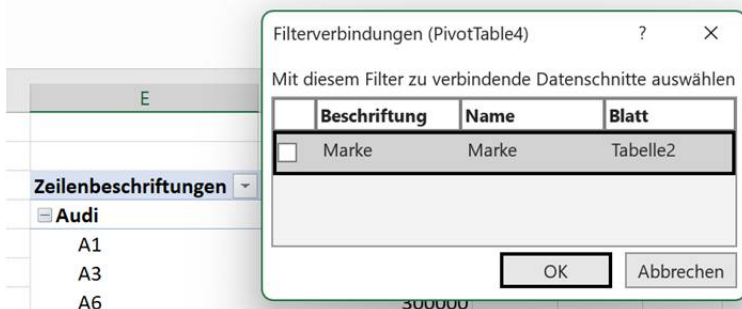 Filterverbindungen (PivotTable4) ? ×
Mit diesem Filter zu verbindende Datenschnitte auswählen
Beschriftung Name Blatt
Marke Marke Tabelle2
OK Abbrechen
E
Zeilenbeschriftungen
Audi
A1
A3
A6 300000